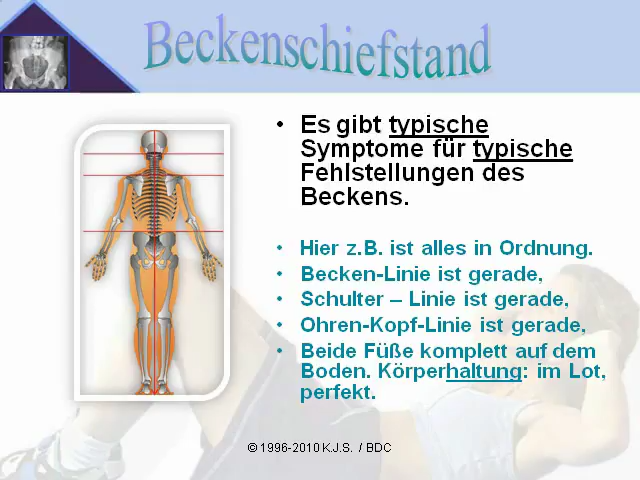 Beckenschiefstand
• Es gibt typische
Symptome für typische
Fehlstellungen des
Beckens.
• Hier z.B. ist alles in Ordnung.
• Becken-Linie ist gerade,
• Schulter – Linie ist gerade,
• Ohren-Kopf-Linie ist gerade,
• Beide Füße komplett auf dem
Boden. Körperhaltung: im Lot,
perfekt.
© 1996-2010 K.J.S. / BDC